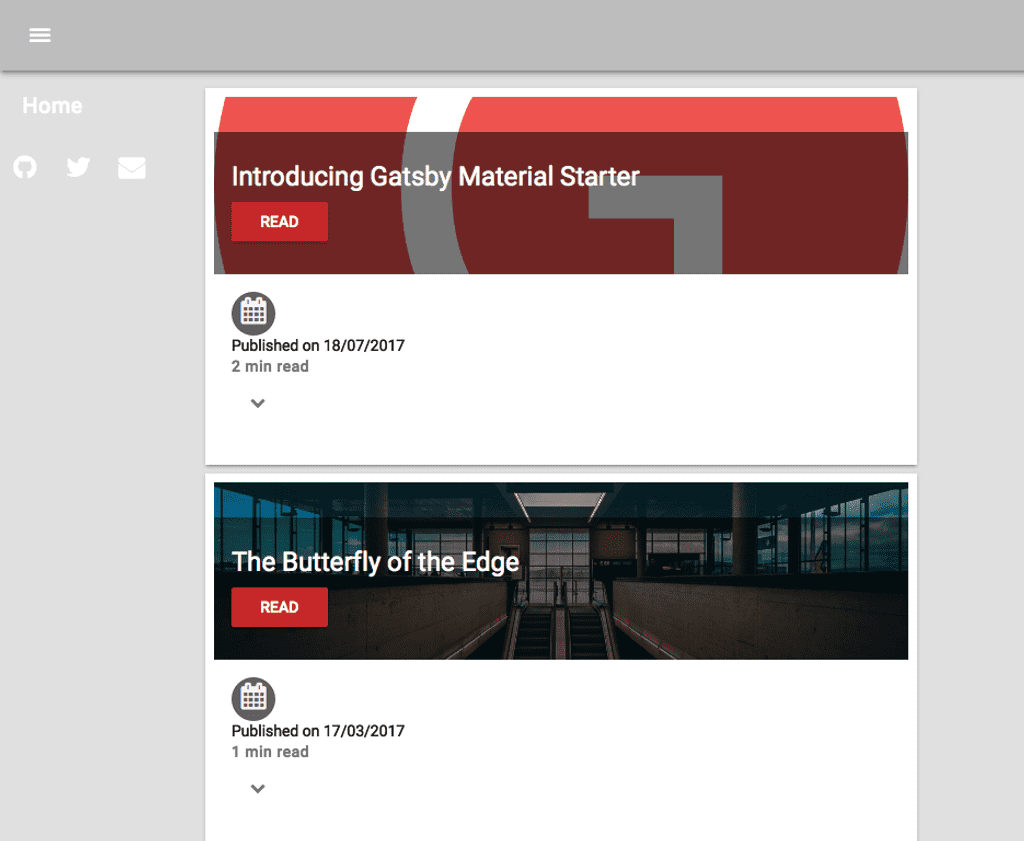 Home
Introducing Gatsby Material Starter
READ
Published on 18/07/2017
2 min read
The Butterfly of the Edge
READ
Published on 17/03/2017
1 min read